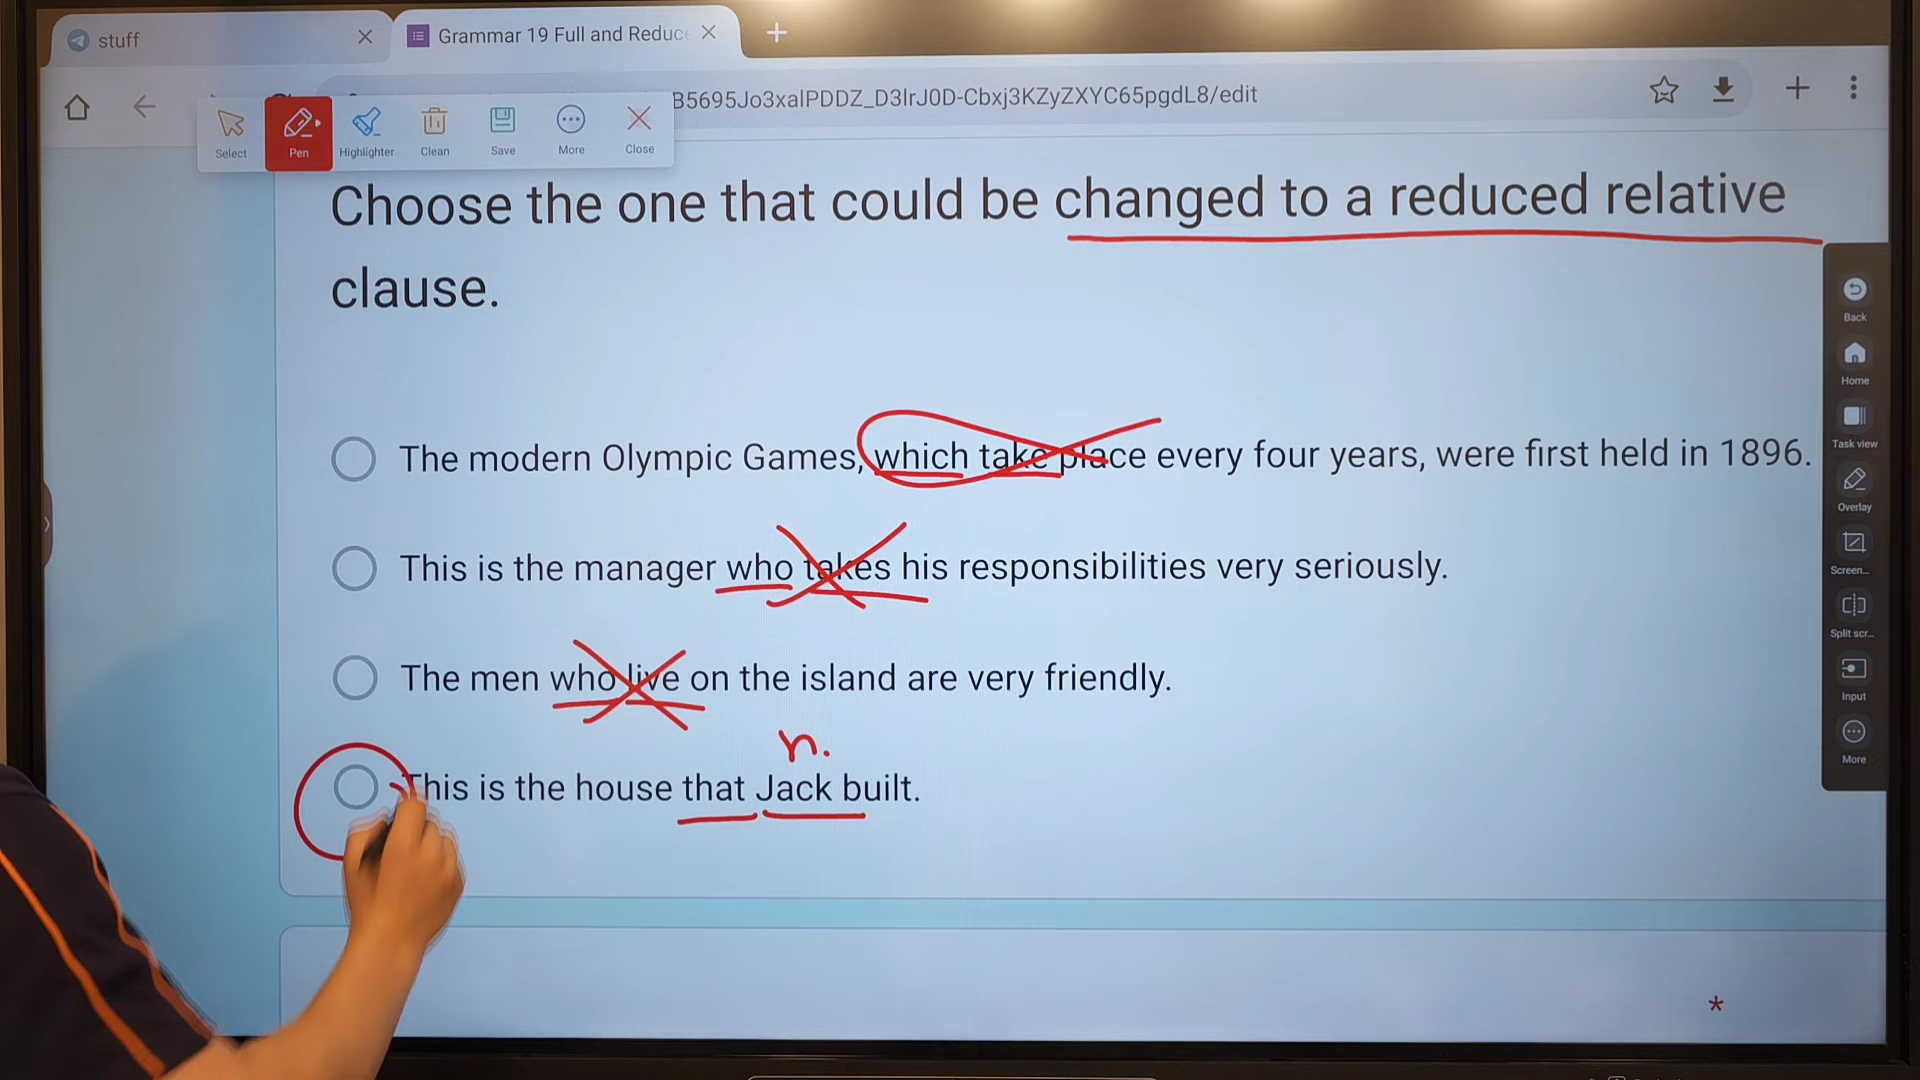 stuff
Grammar 19 Full and Reduce
B5695Jo3xalPDDZ_D3lrJ0D-Cbxj3KZyZXYC65pgdL8/edit
Select Pen Highlighter Clean Save More Close
Choose the one that could be changed to a reduced relative
clause.
The modern Olympic Games, which take place every four years, were first held in 1896.
This is the manager who takes his responsibilities very seriously.
The men who live on the island are very friendly.
n.
This is the house that Jack built.
*
Back
Home
Task view
Overlay
Screen...
Split scr...
Input
More